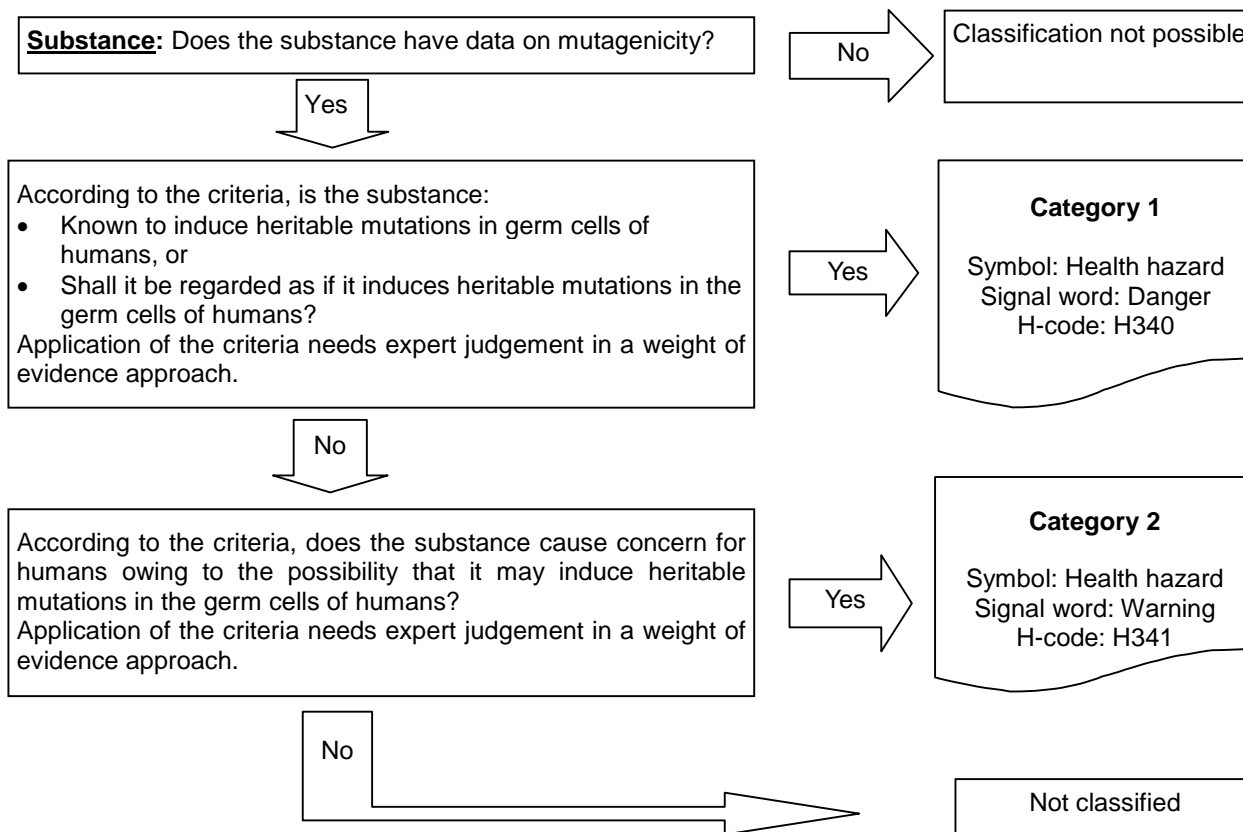 Substance: Does the substance have data on mutagenicity?
No
Classification not possible
Yes
According to the criteria, is the substance:
• Known to induce heritable mutations in germ cells of
humans, or
• Shall it be regarded as if it induces heritable mutations in the
germ cells of humans?
Application of the criteria needs expert judgement in a weight of
evidence approach.
Yes
Category 1
Symbol: Health hazard
Signal word: Danger
H-code: H340
No
According to the criteria, does the substance cause concern for
humans owing to the possibility that it may induce heritable
mutations in the germ cells of humans?
Application of the criteria needs expert judgement in a weight of
evidence approach.
Yes
Category 2
Symbol: Health hazard
Signal word: Warning
H-code: H341
No
Not classified